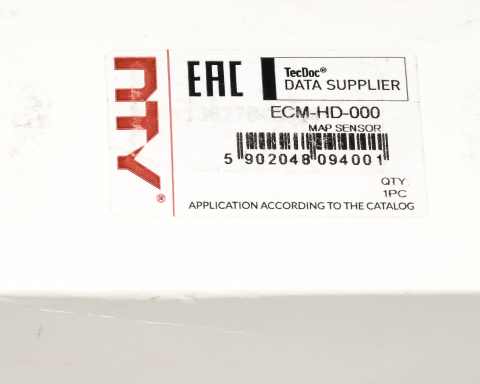 NTY®
EAC
TecDoc®
DATA SUPPLIER
ECM-HD-000
MAP SENSOR
5 902048 094001
QTY:
1PC
APPLICATION ACCORDING TO THE CATALOG